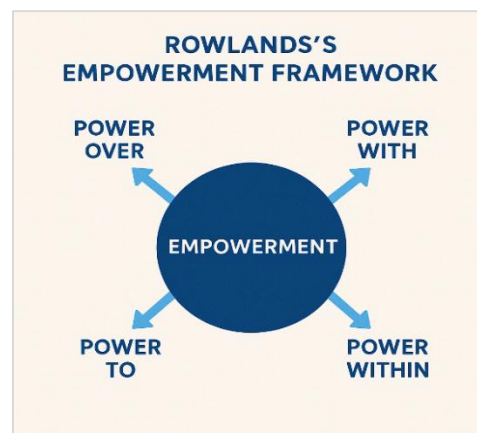 ROWLANDS'S
EMPOWERMENT FRAMEWORK
POWER
OVER
POWER
WITH
EMPOWERMENT
POWER
TO
POWER
WITHIN